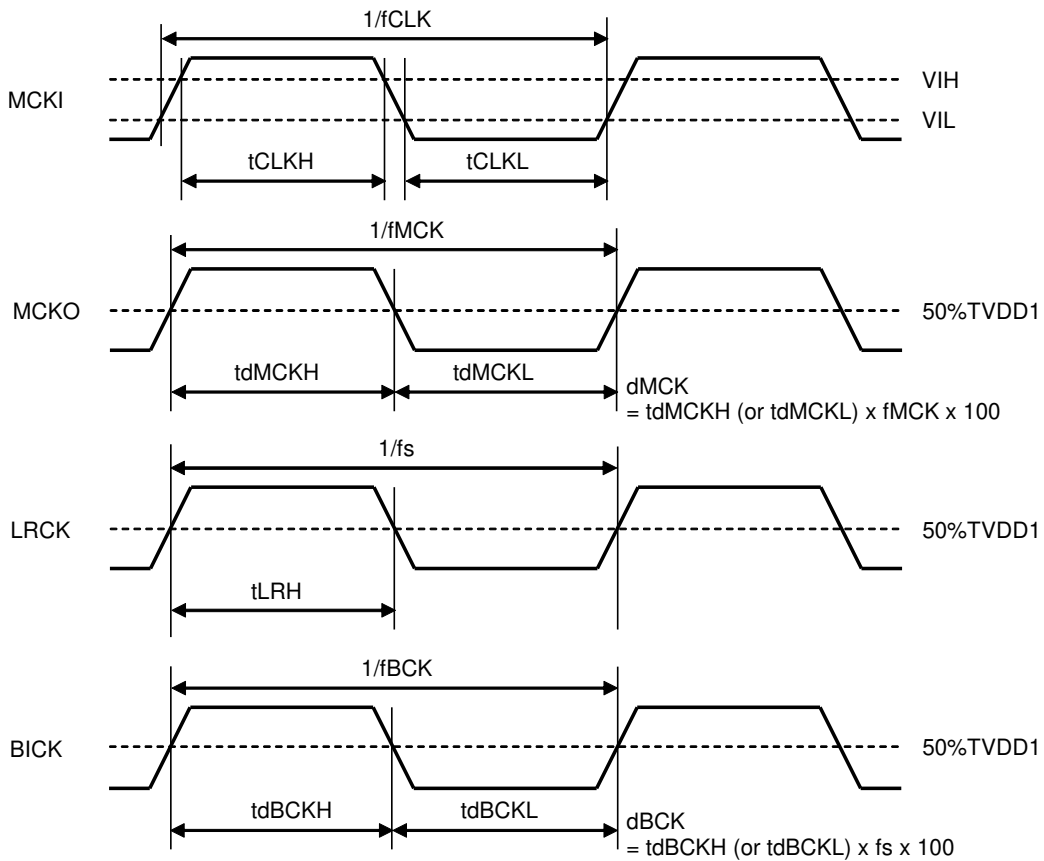 1/fCLK
VIH
MCKI
VIL
tCLKH
tCLKL
1/fMCK
MCKO
50%TVDD1
tdMCKH
tdMCKL
dMCK
= tdMCKH (or tdMCKL) x fMCK x 100
1/fs
LRCK
50%TVDD1
tLRH
1/fBCK
BICK
50%TVDD1
tdBCKH
tdBCKL
dBCK
= tdBCKH (or tdBCKL) x fs x 100